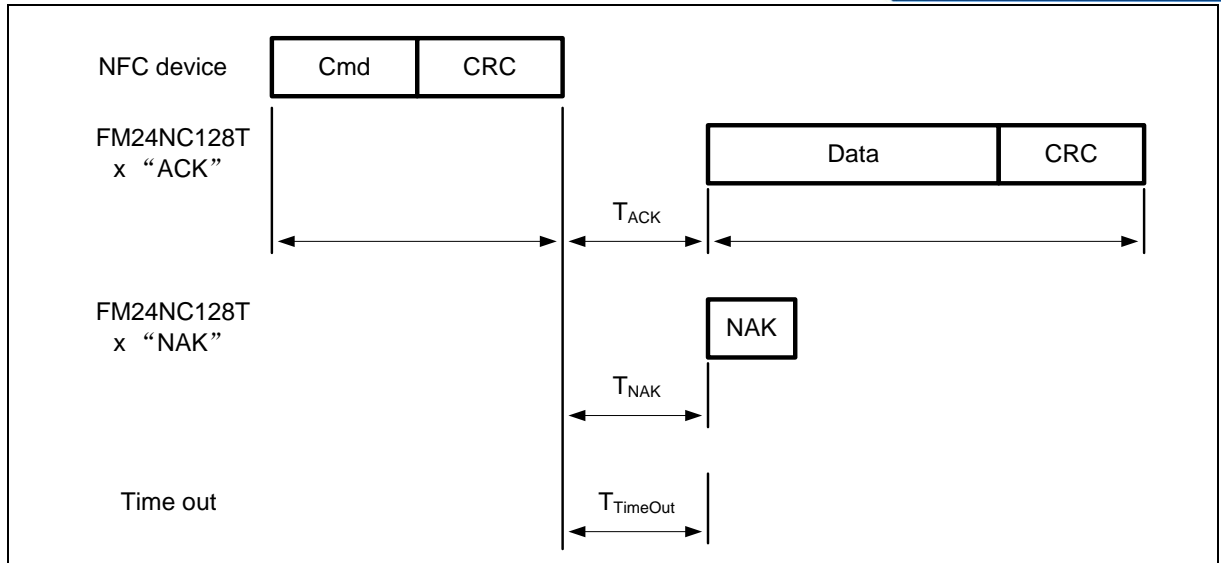 NFC device Cmd CRC
FM24NC128T
x “ACK” Data CRC
TACK
FM24NC128T
x “NAK” NAK
TNAK
Time out TTimeOut